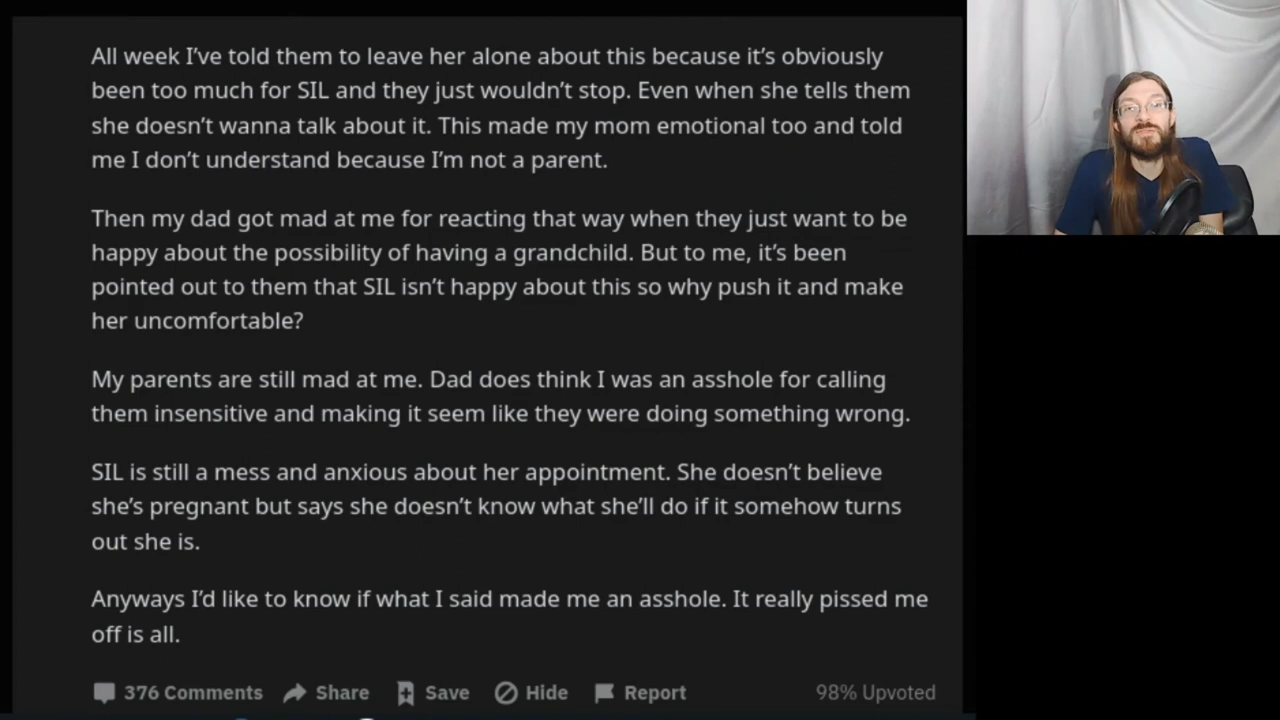 All week I’ve told them to leave her alone about this because it’s obviously
been too much for SIL and they just wouldn’t stop. Even when she tells them
she doesn’t wanna talk about it. This made my mom emotional too and told
me I don’t understand because I’m not a parent.
Then my dad got mad at me for reacting that way when they just want to be
happy about the possibility of having a grandchild. But to me, it’s been
pointed out to them that SIL isn’t happy about this so why push it and make
her uncomfortable?
My parents are still mad at me. Dad does think I was an asshole for calling
them insensitive and making it seem like they were doing something wrong.
SIL is still a mess and anxious about her appointment. She doesn’t believe
she’s pregnant but says she doesn’t know what she’ll do if it somehow turns
out she is.
Anyways I’d like to know if what I said made me an asshole. It really pissed me
off is all.
376 Comments Share Save Hide Report 98% Upvoted